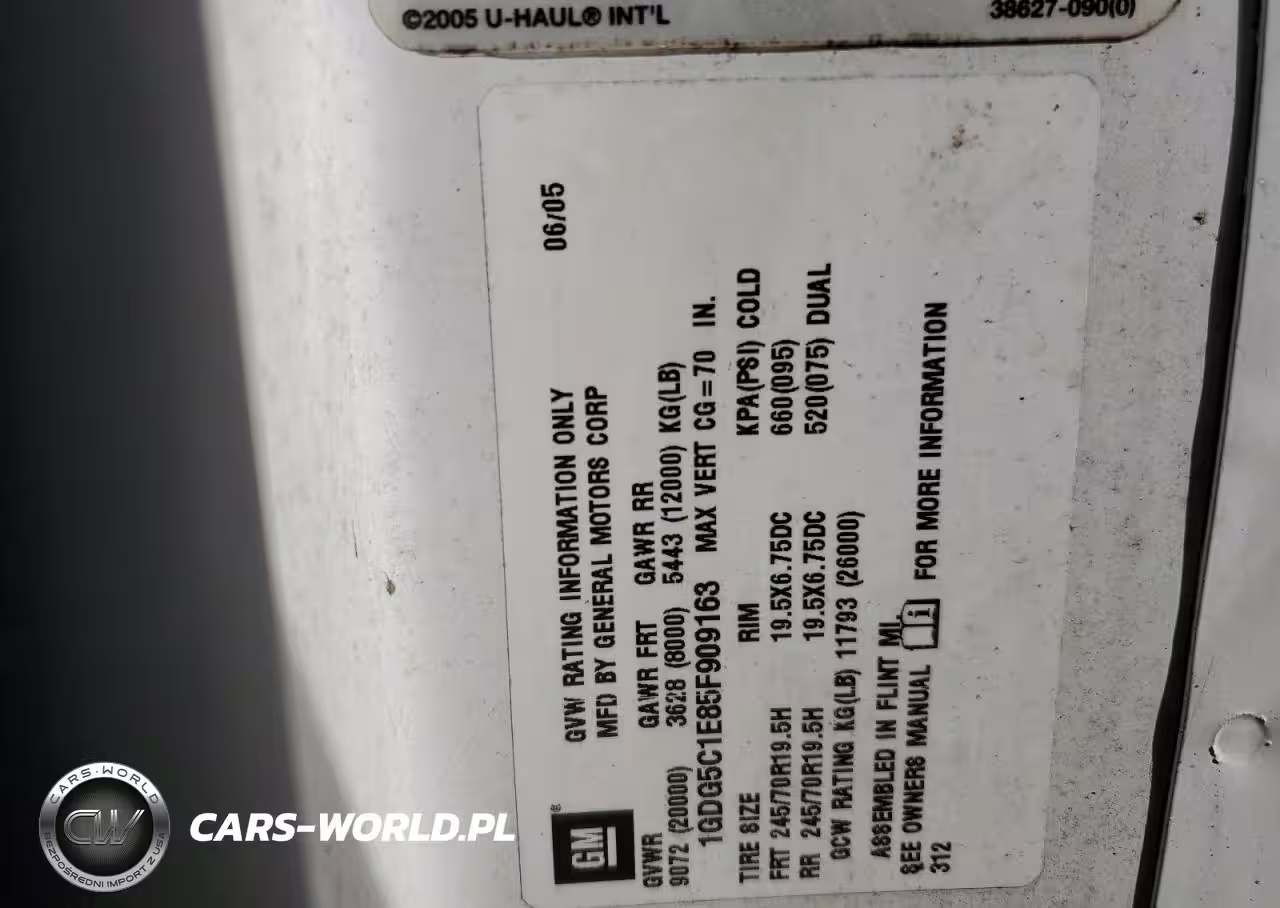 ©2005 U-HAUL® INT'L 38627-090(0)
GVW RATING INFORMATION ONLY 06/05
MFD BY GENERAL MOTORS CORP
GM®
GVWR GAWR FRT GAWR RR
9072 (20000) 3628 (8000) 5443 (12000) KG(LB)
1GDG5C1E85F909163 MAX VERT CG=70 IN.
TIRE SIZE RIM KPA(PSI) COLD
FRT 245/70R19.5H 19.5X6.75DC 660(095)
RR 245/70R19.5H 19.5X6.75DC 520(075) DUAL
GCW RATING KG(LB) 11793 (26000)
ASSEMBLED IN FLINT MI.
SEE OWNERS MANUAL i FOR MORE INFORMATION
312
CARS-WORLD
CW
BEZPOŚREDNI IMPORT Z USA
CARS-WORLD.PL